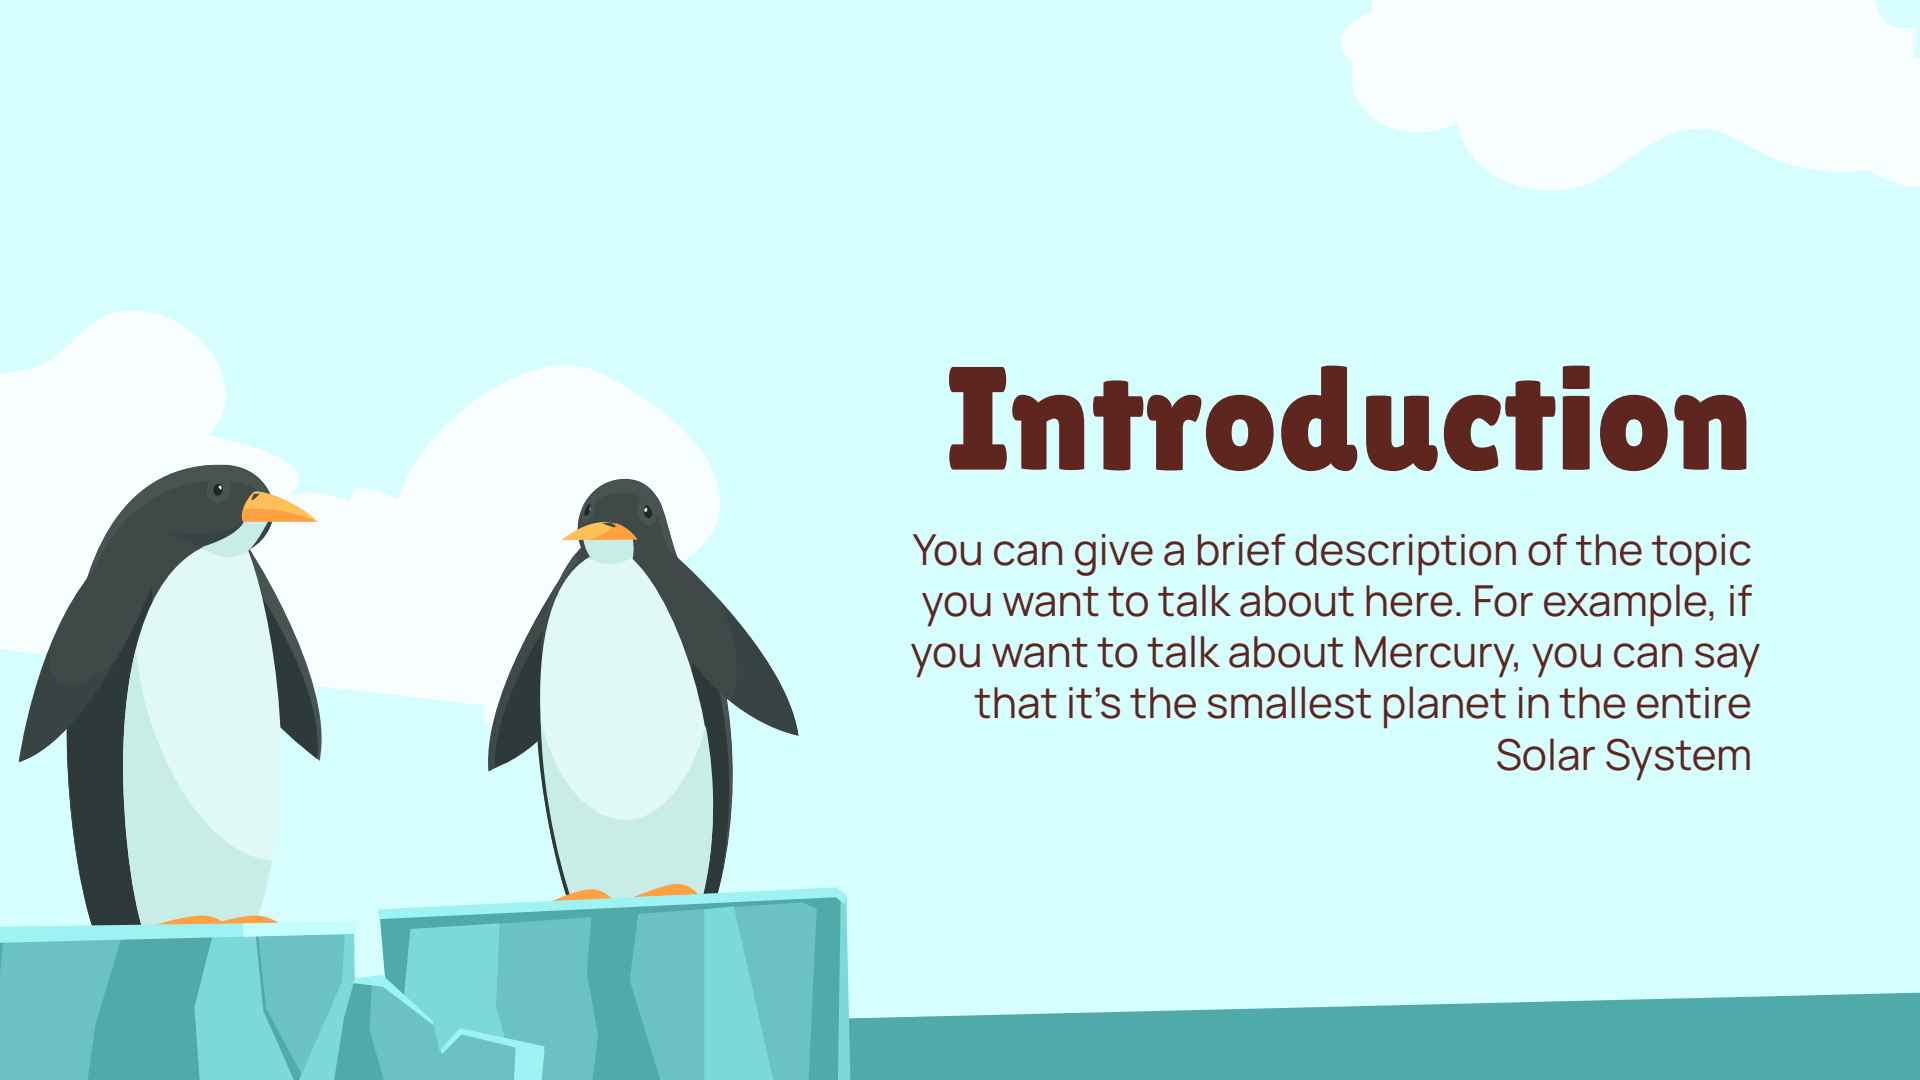 Introduction
You can give a brief description of the topic
you want to talk about here. For example, if
you want to talk about Mercury, you can say
that it’s the smallest planet in the entire
Solar System